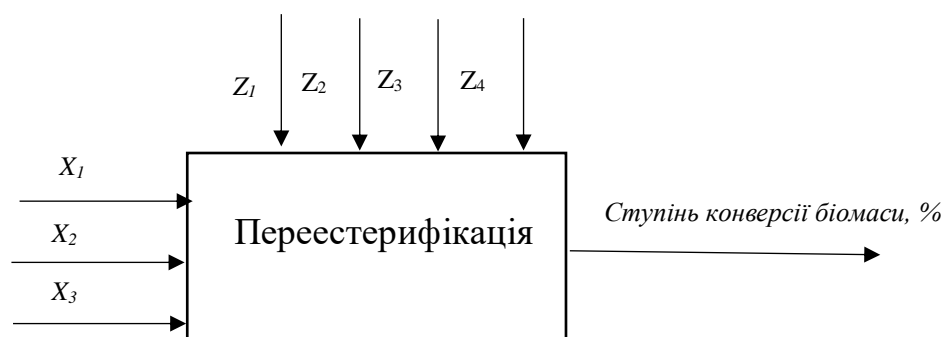 Z1 Z2 Z3 Z4
X1
Ступінь конверсії біомаси, %
Переестерифікація
X2
X3